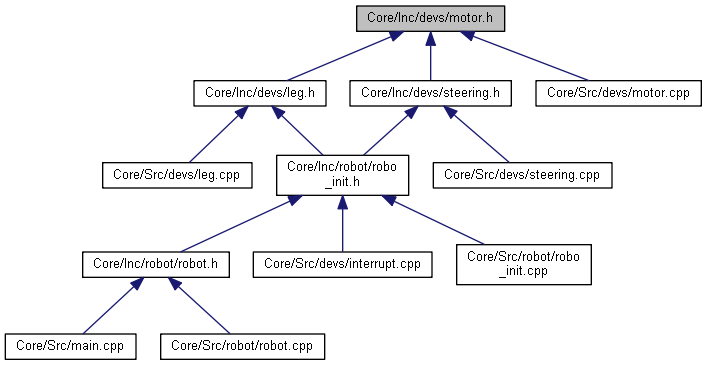 Core/Inc/devs/motor.h
Core/Inc/devs/leg.h
Core/Inc/devs/steering.h
Core/Src/devs/motor.cpp
Core/Src/devs/leg.cpp
Core/Inc/robot/robo
_init.h
Core/Src/devs/steering.cpp
Core/Inc/robot/robot.h
Core/Src/devs/interrupt.cpp
Core/Src/robot/robo
_init.cpp
Core/Src/main.cpp
Core/Src/robot/robot.cpp